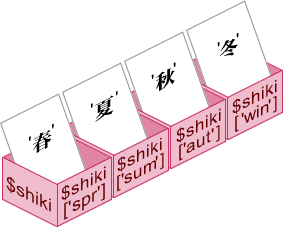 '春'
'夏'
'秋'
'冬'
$shiki
$shiki
['spr']
$shiki
['sum']
$shiki
['aut']
$shiki
['win']